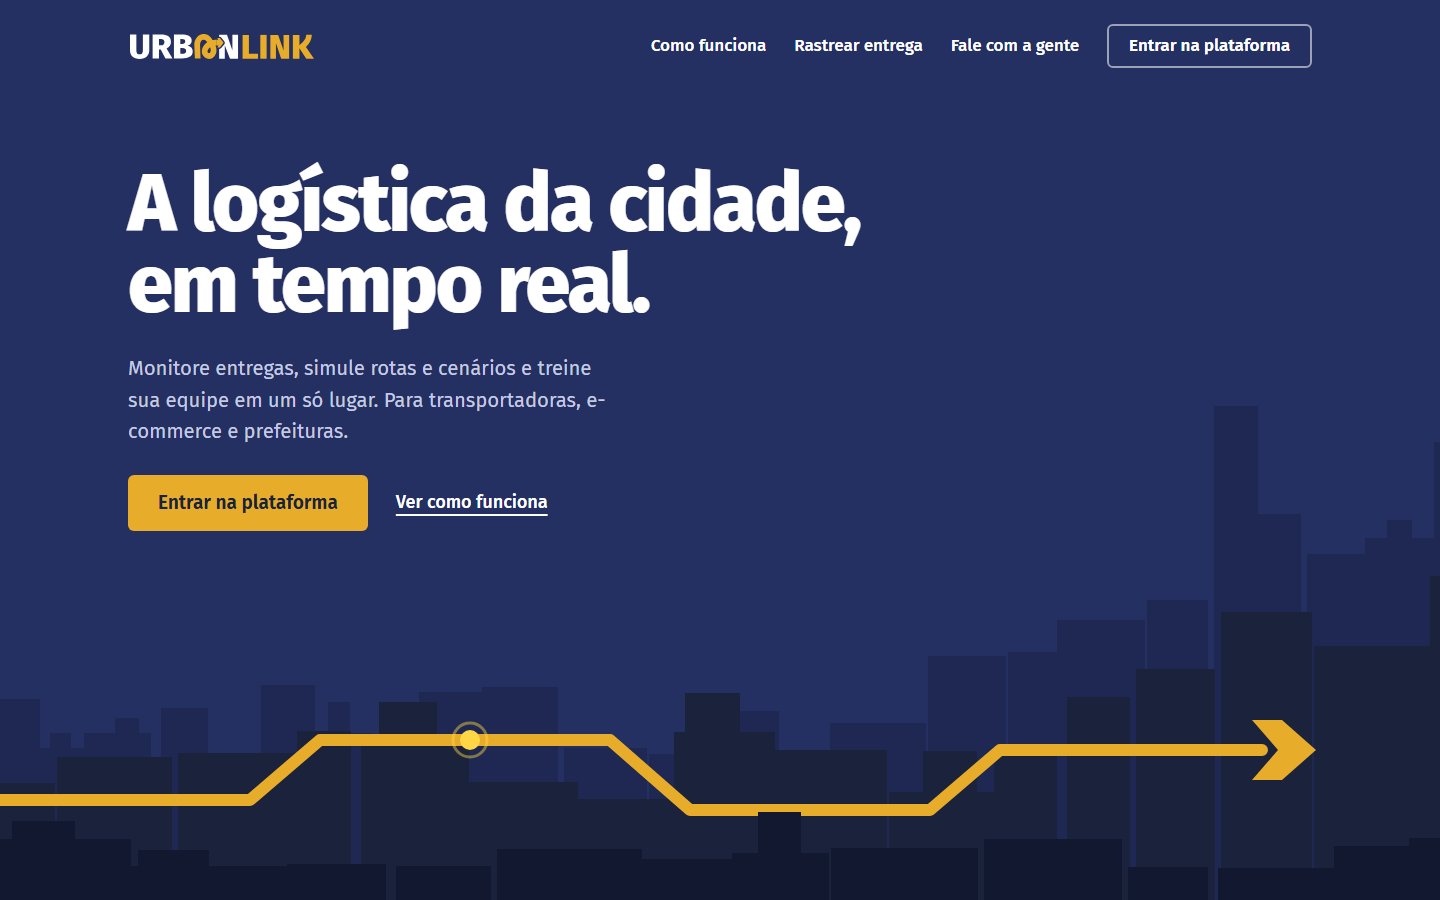 URBANLINK
Como funciona
Rastrear entrega
Fale com a gente
Entrar na plataforma
A logística da cidade,
em tempo real.
Monitore entregas, simule rotas e cenários e treine
sua equipe em um só lugar. Para transportadoras, e-
commerce e prefeituras.
Entrar na plataforma
Ver como funciona